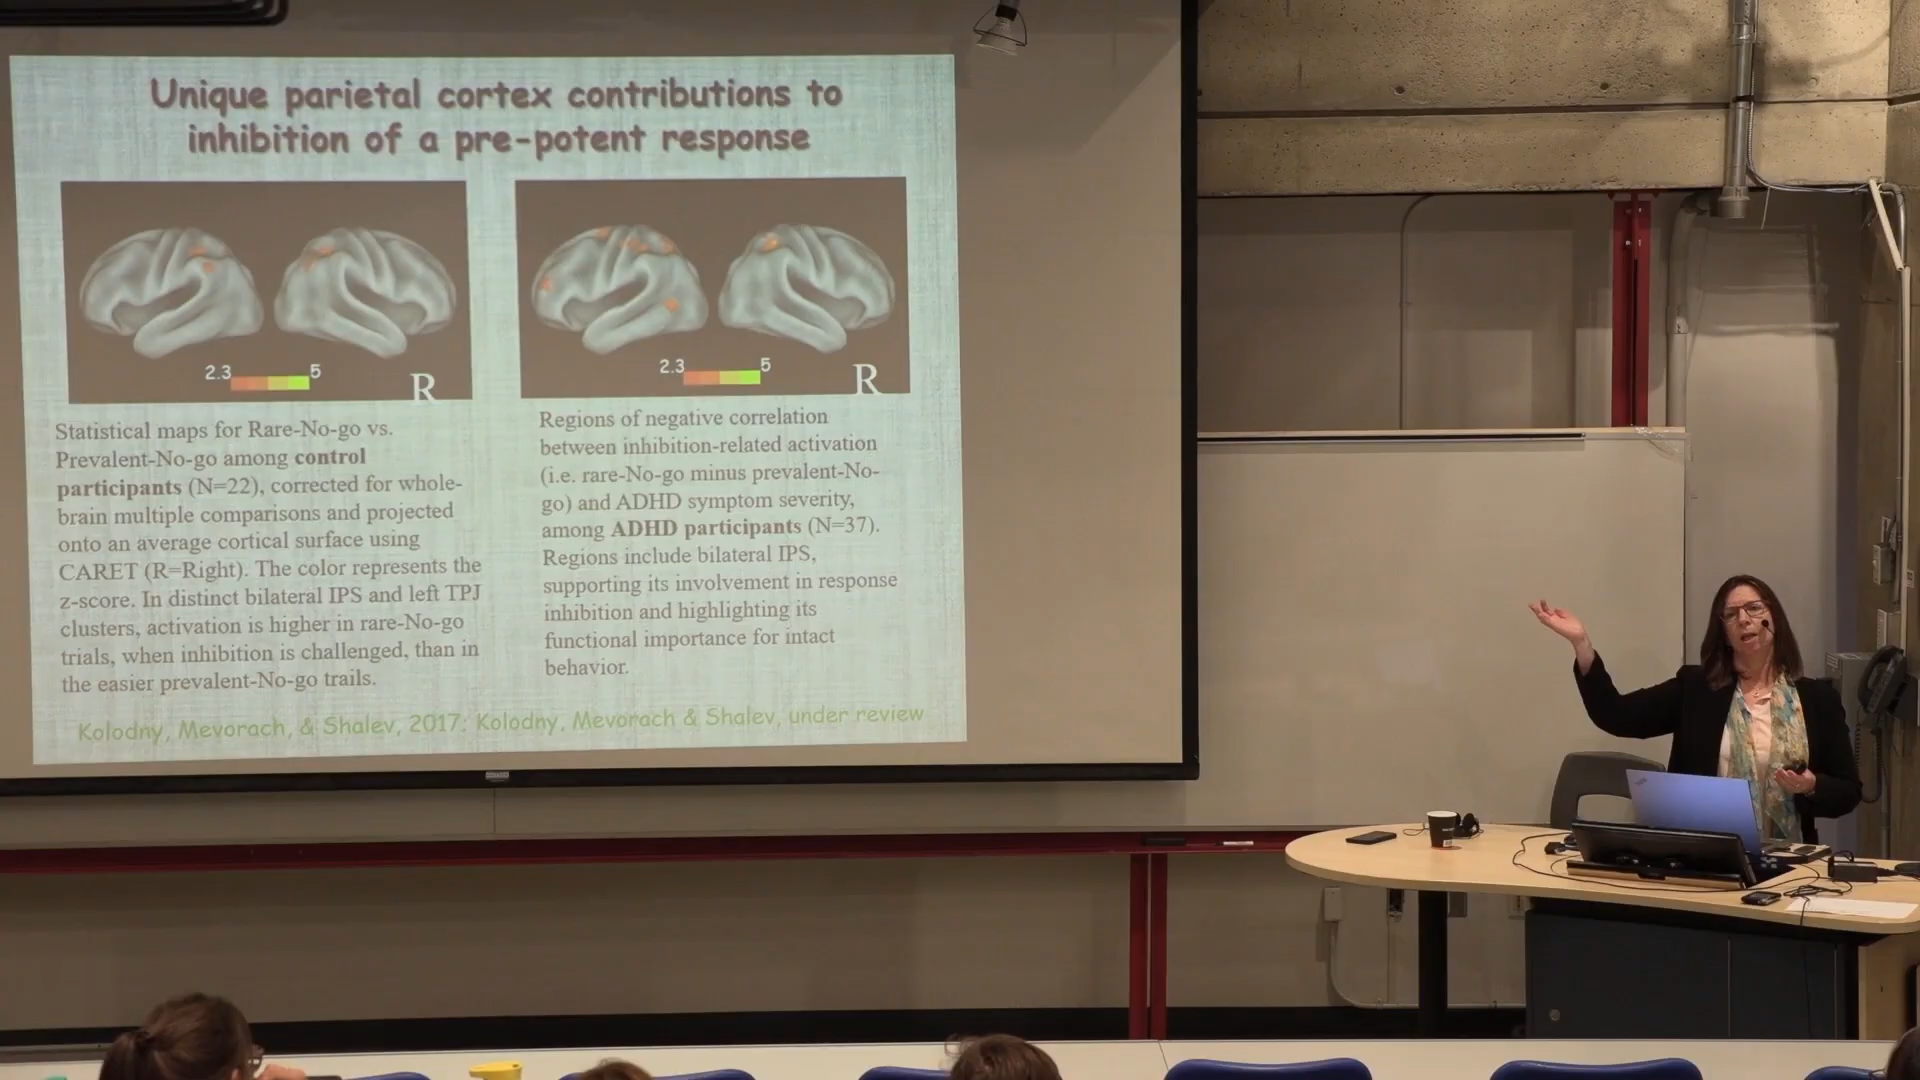 Unique parietal cortex contributions to
inhibition of a pre-potent response
2.3
5
R
2.3
5
R
Statistical maps for Rare-No-go vs.
Prevalent-No-go among control
participants (N=22), corrected for whole-
brain multiple comparisons and projected
onto an average cortical surface using
CARET (R=Right). The color represents the
z-score. In distinct bilateral IPS and left TPJ
clusters, activation is higher in rare-No-go
trials, when inhibition is challenged, than in
the easier prevalent-No-go trails.
Regions of negative correlation
between inhibition-related activation
(i.e. rare-No-go minus prevalent-No-
go) and ADHD symptom severity,
among ADHD participants (N=37).
Regions include bilateral IPS,
supporting its involvement in response
inhibition and highlighting its
functional importance for intact
behavior.
Kolodny, Mevorach, & Shalev, 2017; Kolodny, Mevorach & Shalev, under review